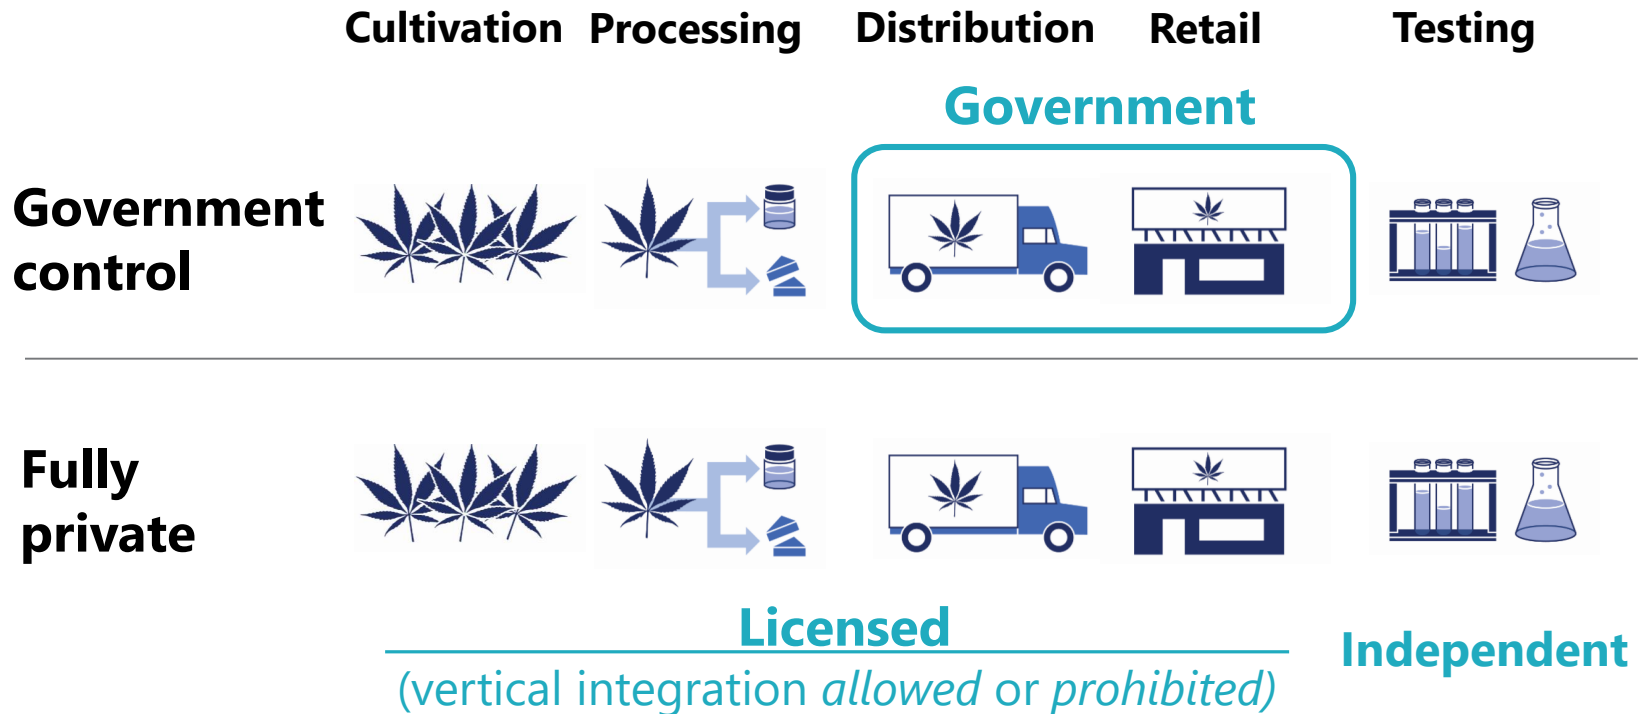 Cultivation Processing Distribution Retail Testing
Government
Government
control
Fully
private
Licensed
(vertical integration allowed or prohibited)
Independent